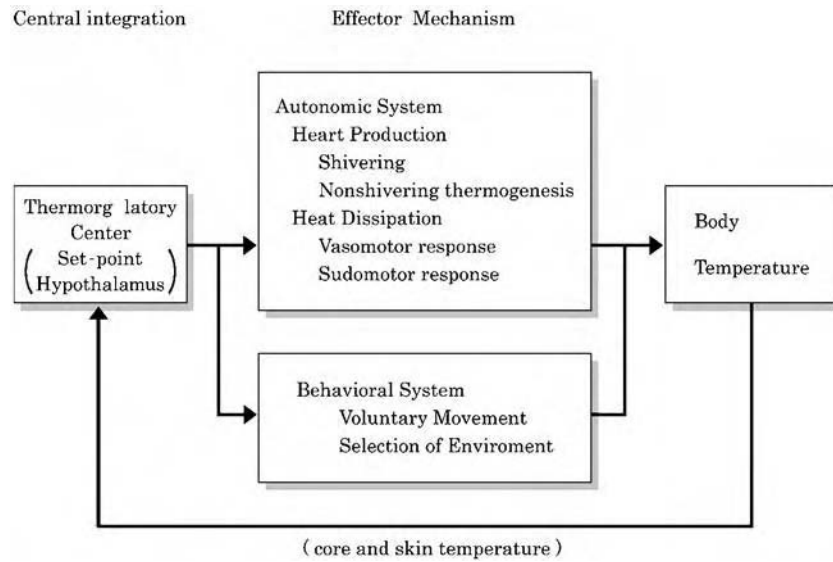 Central integration
Effector Mechanism
Thermorg latory
Center
Set-point
Hypothalamus
Autonomic System
Heart Production
Shivering
Nonshivering thermogenesis
Heat Dissipation
Vasomotor response
Sudomotor response
Behavioral System
Voluntary Movement
Selection of Enviroment
Body
Temperature
( core and skin temperature )